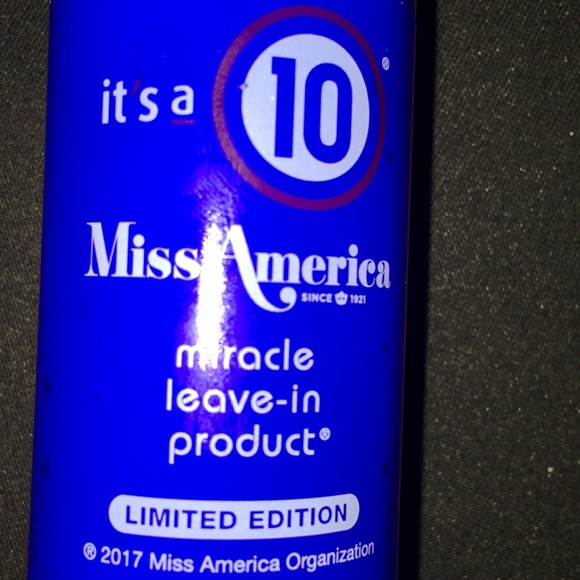 it's a 10®
Miss America
SINCE 1921
miracle
leave-in
product®
LIMITED EDITION
® 2017 Miss America Organization